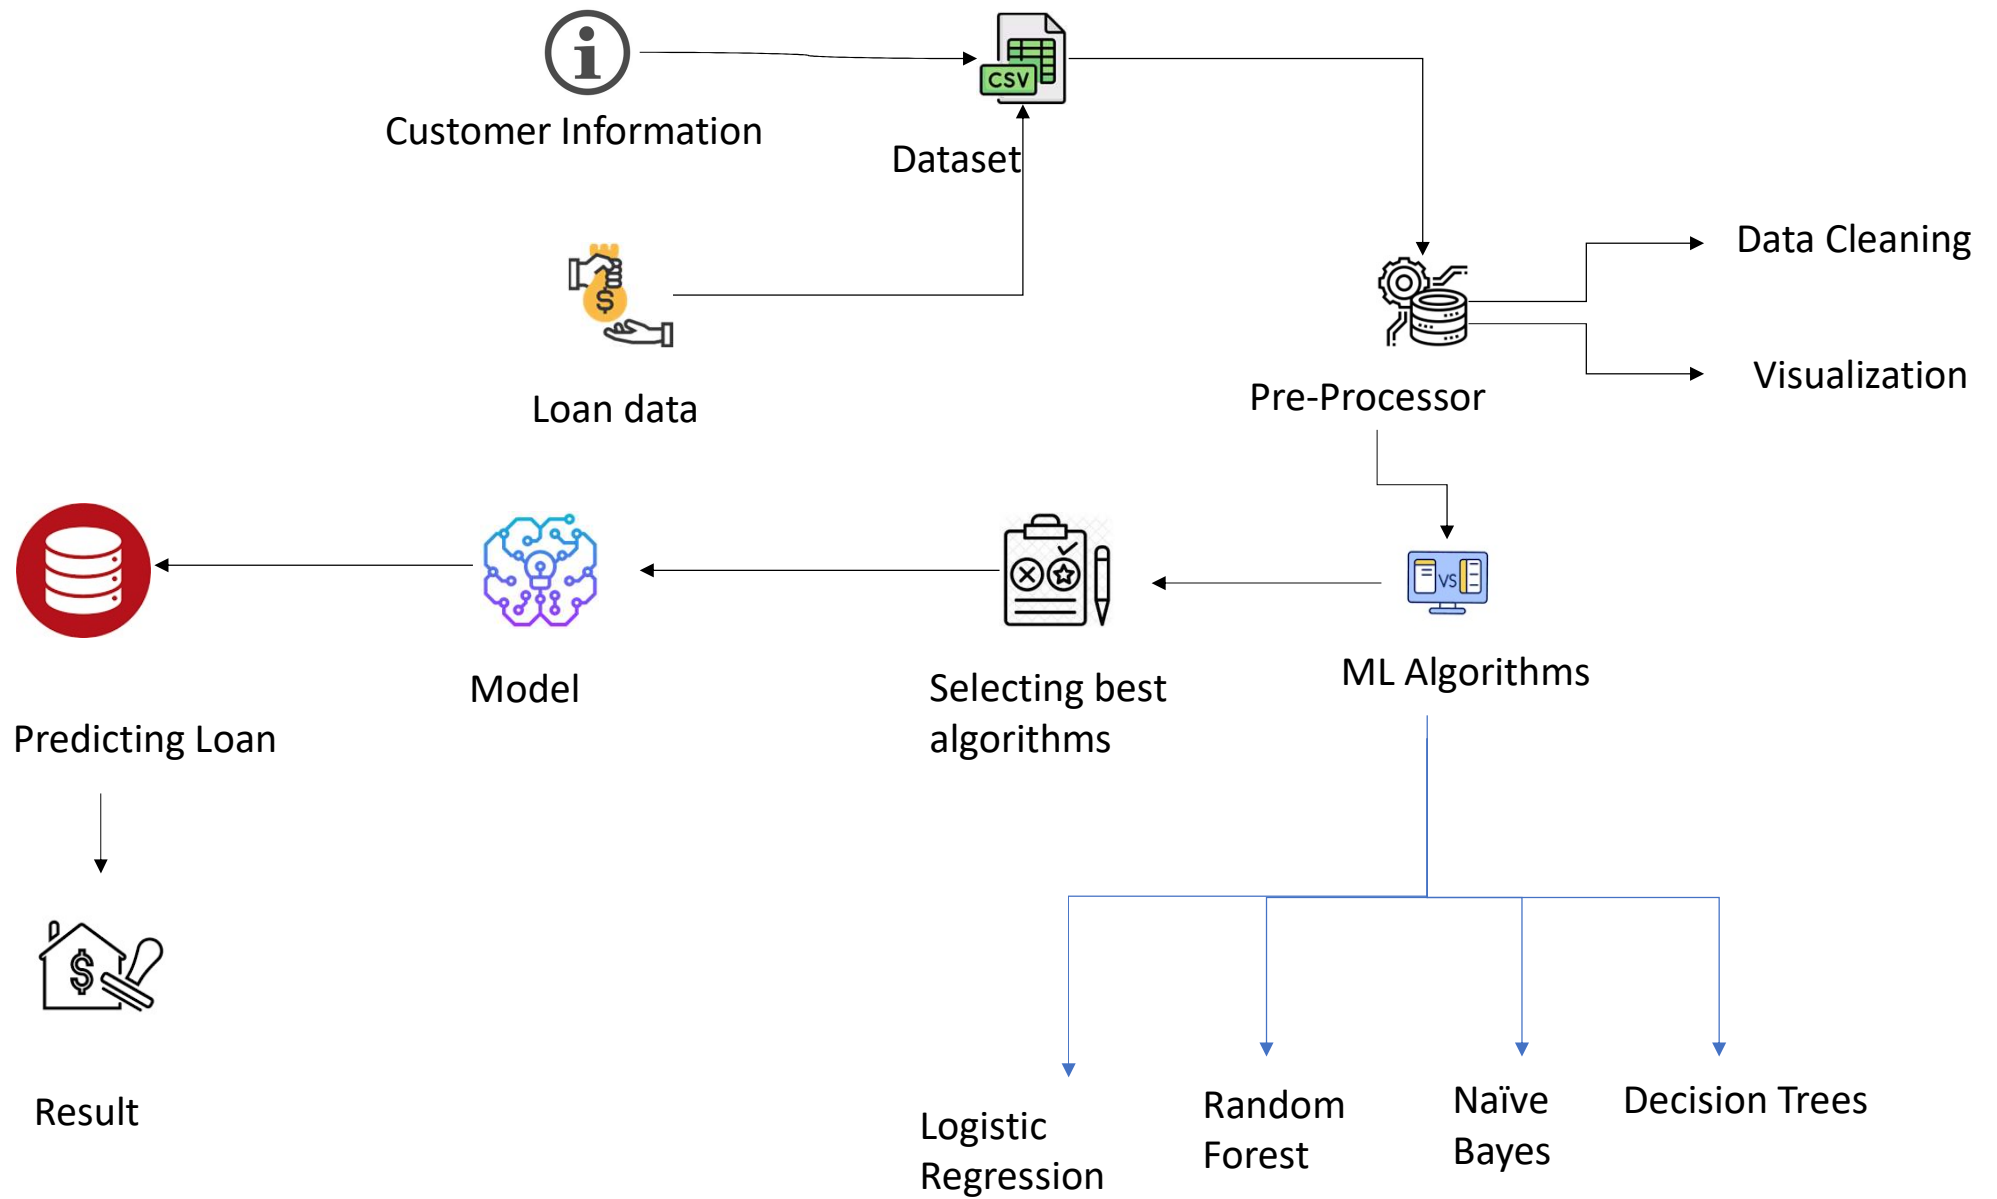 Customer Information
CSV
Dataset
Data Cleaning
$
Visualization
Pre-Processor
Loan data
VS
ML Algorithms
Selecting best
algorithms
Model
Predicting Loan
$
Result
Logistic
Regression
Random
Forest
Naïve
Bayes
Decision Trees